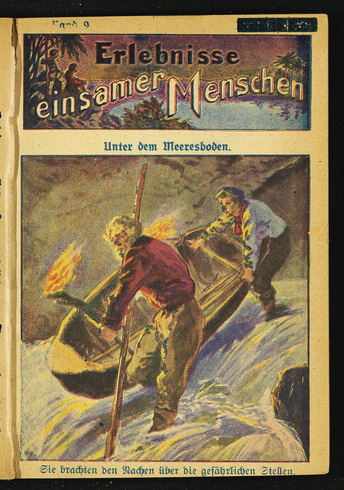 Band 9
Erlebnisse
einsamer Menschen
Unter dem Meeresboden.
Sie brachten den Nachen über die gefährlichen Stellen.